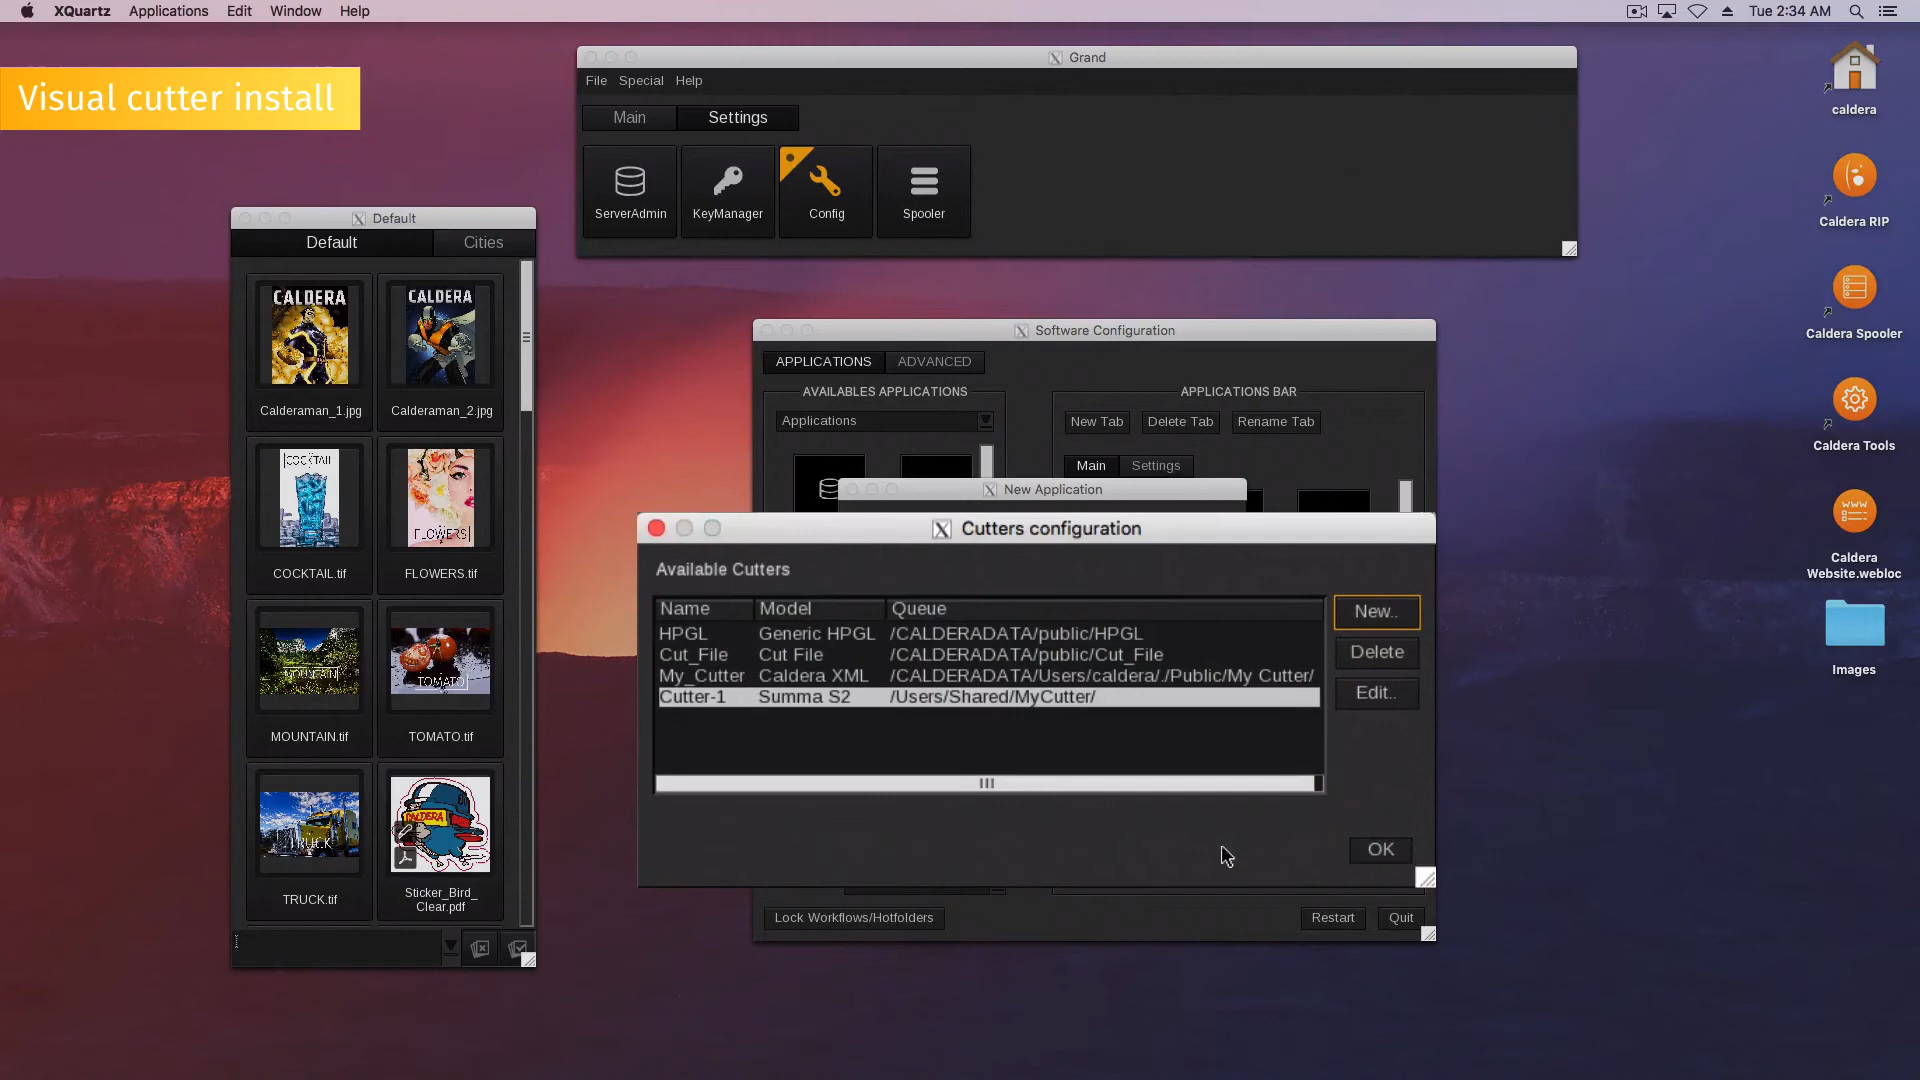 XQuartz Applications Edit Window Help
Tue 2:34 AM
Visual cutter install
Grand
File Special Help
Main Settings
ServerAdmin KeyManager Config Spooler
Default
Default Cities
CALDERA CALDERA
Calderaman_1.jpg Calderaman_2.jpg
COCKTAIL FLOWERS
COCKTAIL.tif FLOWERS.tif
MOUNTAIN TOMATO
MOUNTAIN.tif TOMATO.tif
TRUCK CALDERA
TRUCK.tif Sticker_Bird_
Clear.pdf
Software Configuration
APPLICATIONS ADVANCED
AVAILABLES APPLICATIONS APPLICATIONS BAR
Applications New Tab Delete Tab Rename Tab
Main Settings
New Application
Cutters configuration
Available Cutters
Name Model Queue
HPGL Generic HPGL /CALDERADATA/public/HPGL
Cut_File Cut File /CALDERADATA/public/Cut_File
My_Cutter Caldera XML /CALDERADATA/Users/caldera/./Public/My Cutter/
Cutter-1 Summa S2 /Users/Shared/MyCutter/
New..
Delete
Edit..
OK
Lock Workflows/Hotfolders Restart Quit
caldera
Caldera RIP
Caldera Spooler
Caldera Tools
WWW
Caldera
Website.webloc
Images